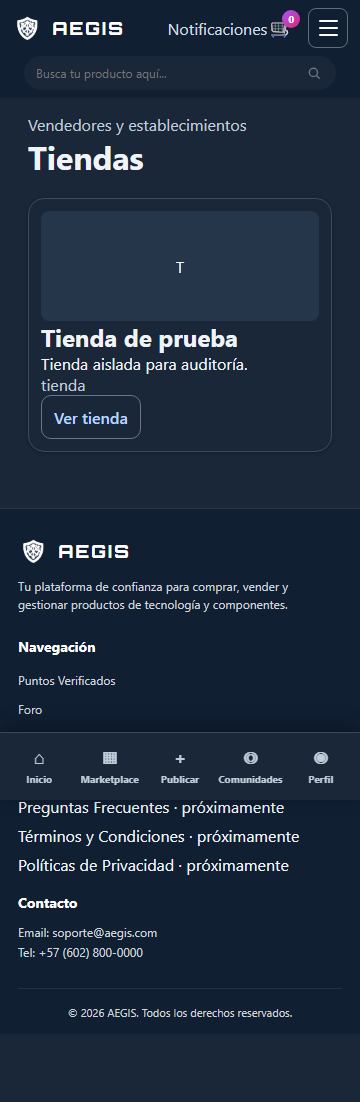 AEGIS
Notificaciones
0
Busca tu producto aquí...
Vendedores y establecimientos
Tiendas
T
Tienda de prueba
Tienda aislada para auditoría.
tienda
Ver tienda
AEGIS
Tu plataforma de confianza para comprar, vender y
gestionar productos de tecnología y componentes.
Navegación
Puntos Verificados
Foro
Inicio
Marketplace
Publicar
Comunidades
Perfil
Preguntas Frecuentes · próximamente
Términos y Condiciones · próximamente
Políticas de Privacidad · próximamente
Contacto
Email: soporte@aegis.com
Tel: +57 (602) 800-0000
© 2026 AEGIS. Todos los derechos reservados.